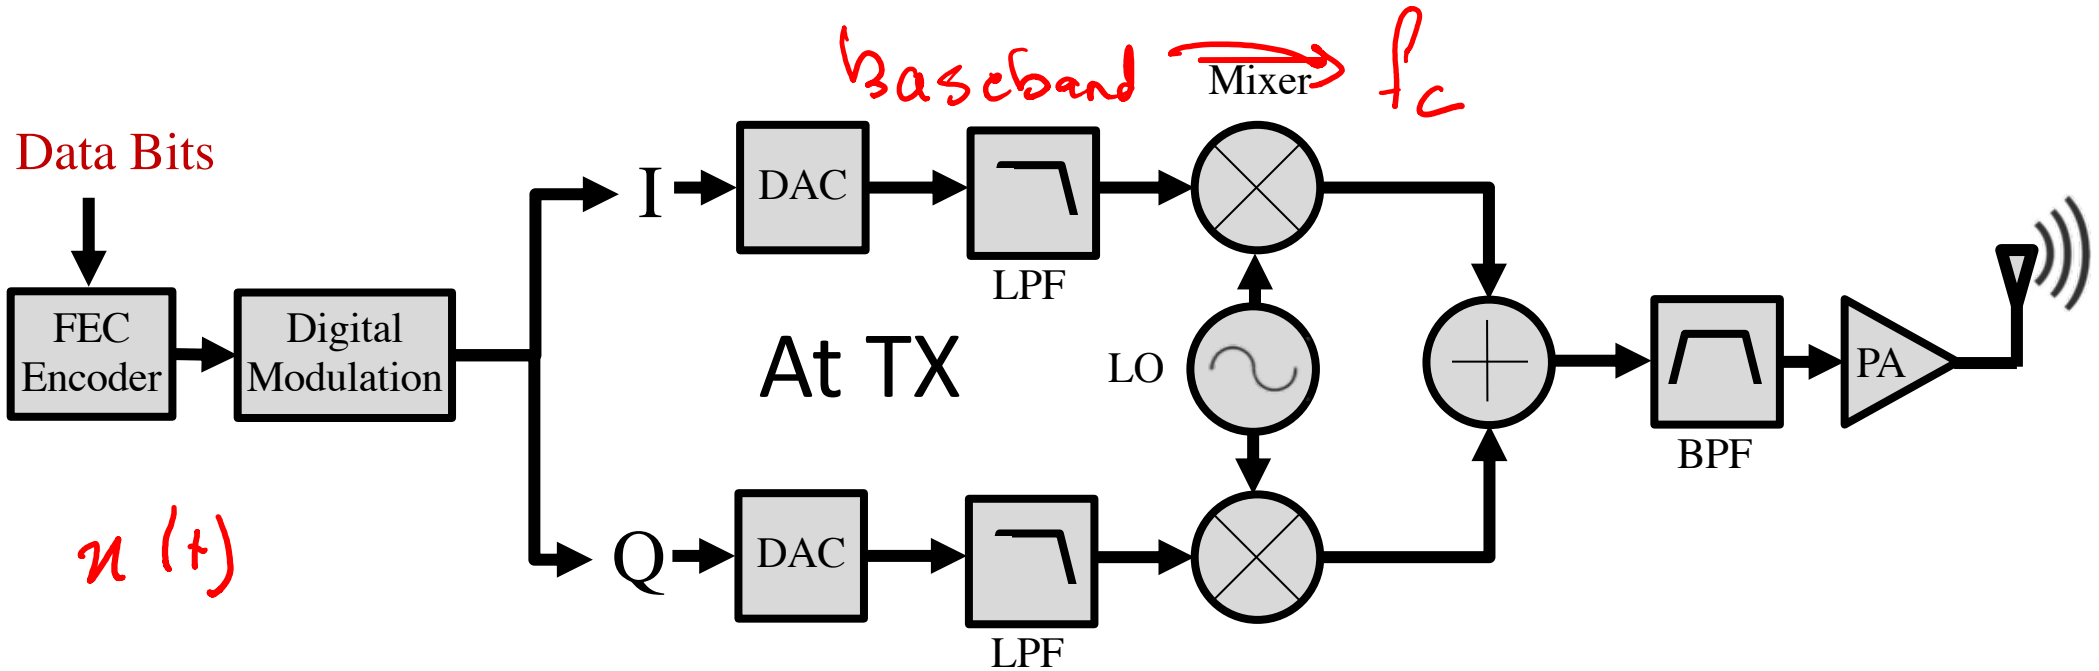 baseband
fc
Mixer
Data Bits
I
DAC
LPF
FEC
Encoder
Digital
Modulation
At TX
LO
PA
BPF
x(t)
Q
DAC
LPF